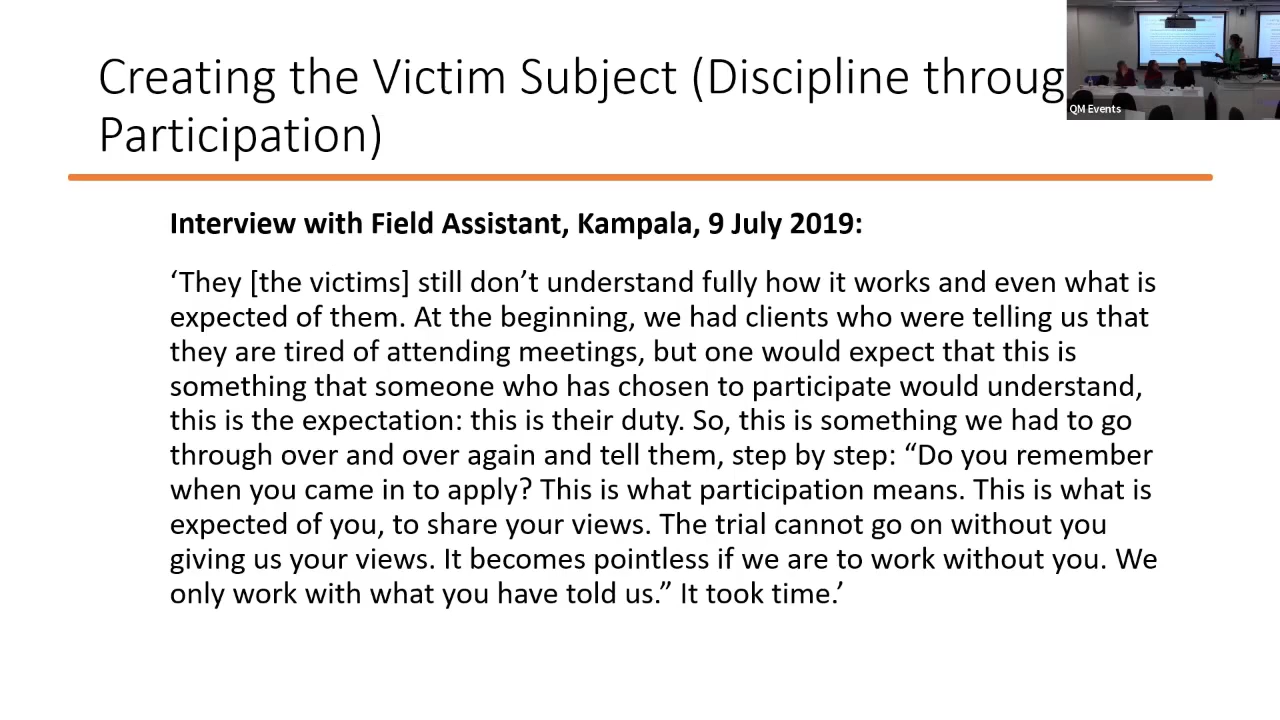 Creating the Victim Subject (Discipline throug
Participation)
QM Events
Interview with Field Assistant, Kampala, 9 July 2019:
‘They [the victims] still don’t understand fully how it works and even what is
expected of them. At the beginning, we had clients who were telling us that
they are tired of attending meetings, but one would expect that this is
something that someone who has chosen to participate would understand,
this is the expectation: this is their duty. So, this is something we had to go
through over and over again and tell them, step by step: “Do you remember
when you came in to apply? This is what participation means. This is what is
expected of you, to share your views. The trial cannot go on without you
giving us your views. It becomes pointless if we are to work without you. We
only work with what you have told us.” It took time.’